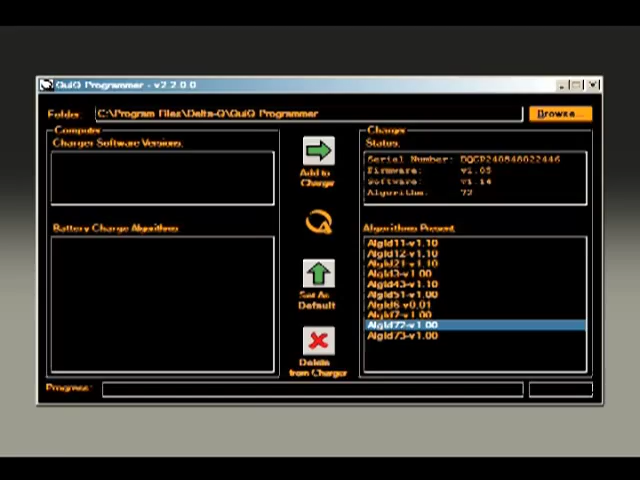 QuiQ Programmer - v2.2.0.0
Folder: C:\Program Files\Delta-Q\QuiQ Programmer Browse...
Computer
Charger Software Versions:
Battery Charge Algorithms
Add to
Charger
Set As
Default
Delete
from Charger
Charger
Status:
Serial Number: DQGP240848022446
Firmware: v1.05
Software: v1.14
Algorithm: 72
Algorithms Present
AlgId11-v1.10
AlgId12-v1.10
AlgId21-v1.10
AlgId3-v1.00
AlgId43-v1.10
AlgId51-v1.00
AlgId6 v0.01
AlgId7-v1.00
AlgId72-v1.00
AlgId73-v1.00
Progress: